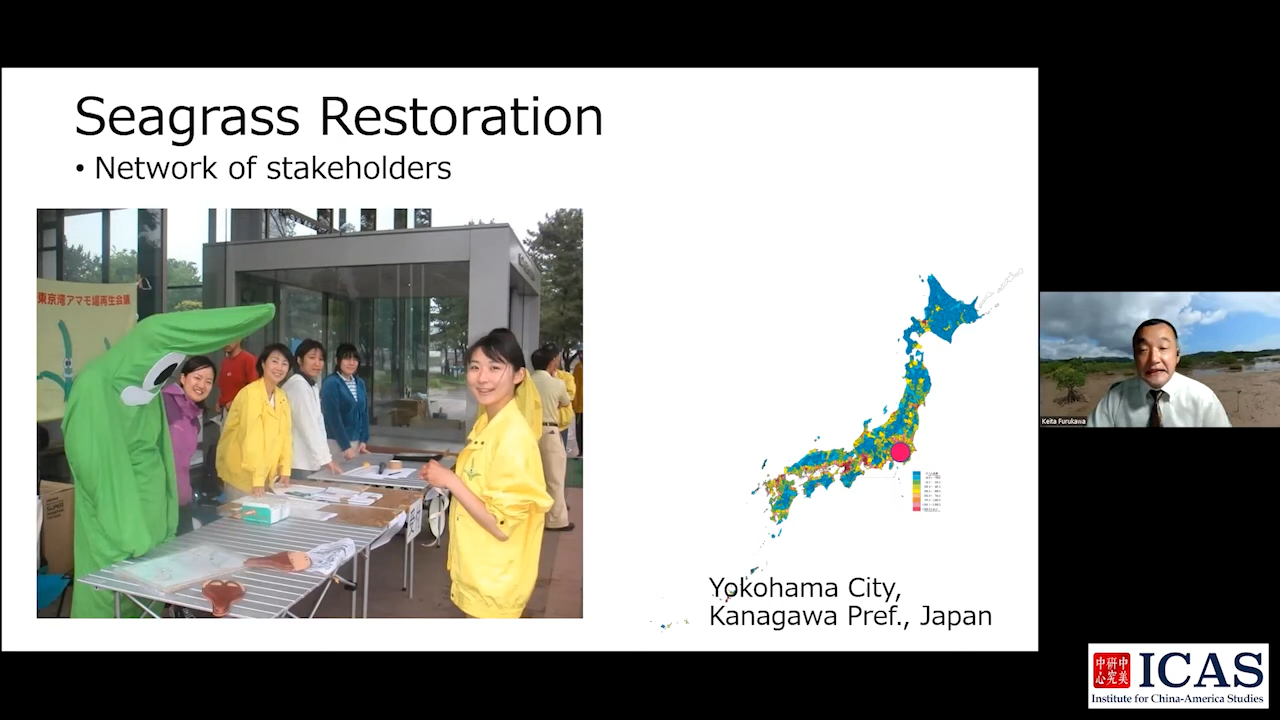 Seagrass Restoration
• Network of stakeholders
東京湾アマモ場再生会議
Yokohama City,
Kanagawa Pref., Japan
Keita Furukawa
中研中
心究美
ICAS
Institute for China-America Studies